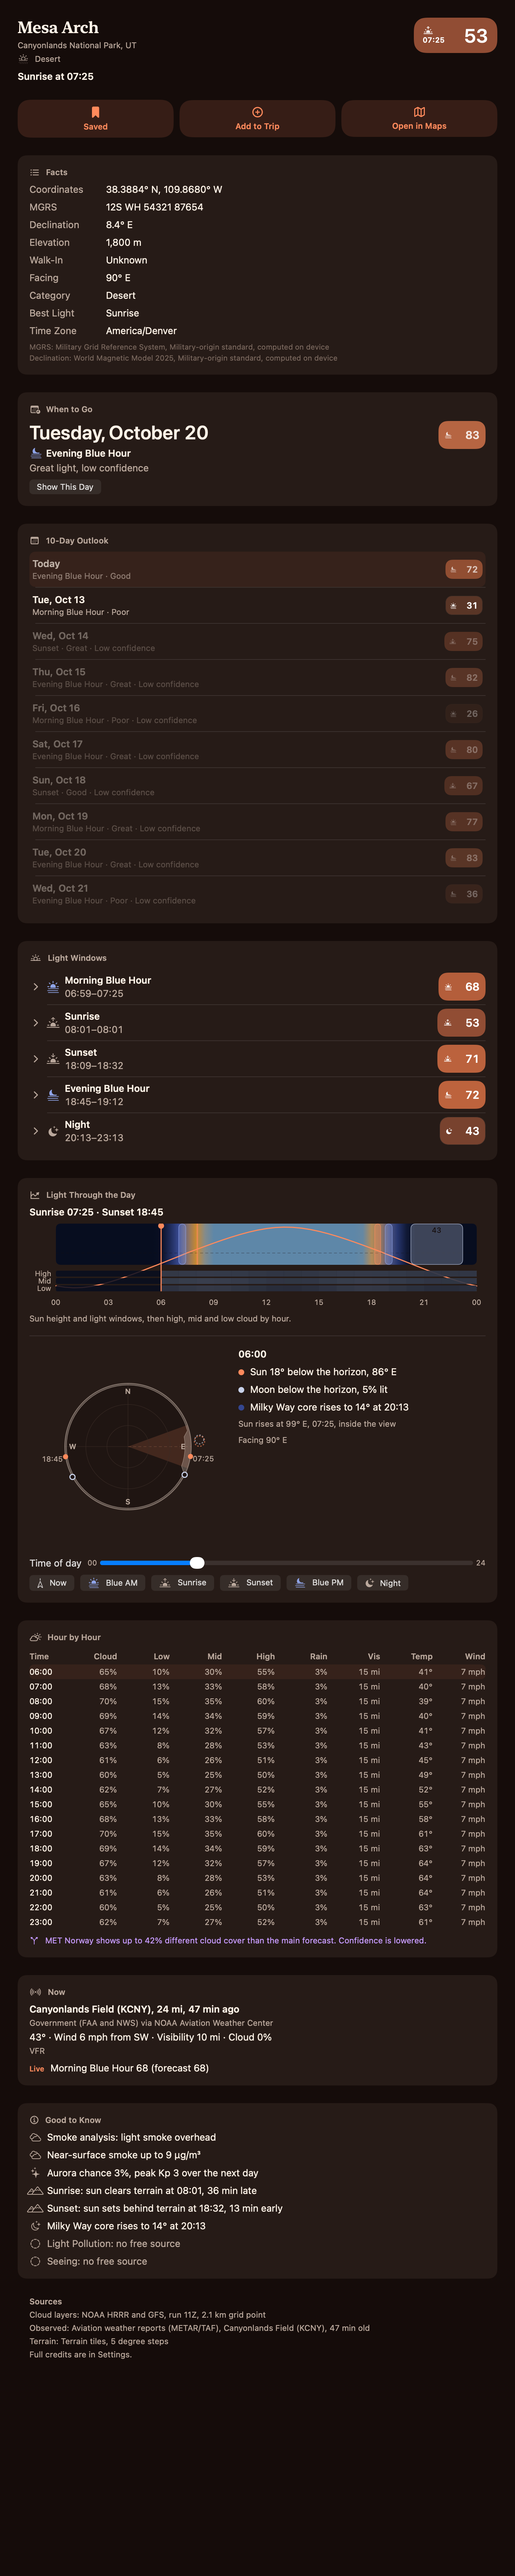 Mesa Arch
Canyonlands National Park, UT
Desert
Sunrise at 07:25
07:25 53
Saved
Add to Trip
Open in Maps
Facts
Coordinates 38.3884° N, 109.8680° W
MGRS 12S WH 54321 87654
Declination 8.4° E
Elevation 1,800 m
Walk-In Unknown
Facing 90° E
Category Desert
Best Light Sunrise
Time Zone America/Denver
MGRS: Military Grid Reference System, Military-origin standard, computed on device
Declination: World Magnetic Model 2025, Military-origin standard, computed on device
When to Go
Tuesday, October 20
83
Evening Blue Hour
Great light, low confidence
Show This Day
10-Day Outlook
Today
Evening Blue Hour · Good
72
Tue, Oct 13
Morning Blue Hour · Poor
31
Wed, Oct 14
Sunset · Great · Low confidence
75
Thu, Oct 15
Evening Blue Hour · Great · Low confidence
82
Fri, Oct 16
Morning Blue Hour · Poor · Low confidence
26
Sat, Oct 17
Evening Blue Hour · Great · Low confidence
80
Sun, Oct 18
Sunset · Good · Low confidence
67
Mon, Oct 19
Morning Blue Hour · Great · Low confidence
77
Tue, Oct 20
Evening Blue Hour · Great · Low confidence
83
Wed, Oct 21
Evening Blue Hour · Poor · Low confidence
36
Light Windows
Morning Blue Hour
06:59–07:25
68
Sunrise
08:01–08:01
53
Sunset
18:09–18:32
71
Evening Blue Hour
18:45–19:12
72
Night
20:13–23:13
43
Light Through the Day
Sunrise 07:25 · Sunset 18:45
43
High
Mid
Low
00 03 06 09 12 15 18 21 00
Sun height and light windows, then high, mid and low cloud by hour.
06:00
Sun 18° below the horizon, 86° E
Moon below the horizon, 5% lit
Milky Way core rises to 14° at 20:13
Sun rises at 99° E, 07:25, inside the view
Facing 90° E
N
W
E
S
18:45
07:25
Time of day 00 24
Now
Blue AM
Sunrise
Sunset
Blue PM
Night
Hour by Hour
Time Cloud Low Mid High Rain Vis Temp Wind
06:00 65% 10% 30% 55% 3% 15 mi 41° 7 mph
07:00 68% 13% 33% 58% 3% 15 mi 40° 7 mph
08:00 70% 15% 35% 60% 3% 15 mi 39° 7 mph
09:00 69% 14% 34% 59% 3% 15 mi 40° 7 mph
10:00 67% 12% 32% 57% 3% 15 mi 41° 7 mph
11:00 63% 8% 28% 53% 3% 15 mi 43° 7 mph
12:00 61% 6% 26% 51% 3% 15 mi 45° 7 mph
13:00 60% 5% 25% 50% 3% 15 mi 49° 7 mph
14:00 62% 7% 27% 52% 3% 15 mi 52° 7 mph
15:00 65% 10% 30% 55% 3% 15 mi 55° 7 mph
16:00 68% 13% 33% 58% 3% 15 mi 58° 7 mph
17:00 70% 15% 35% 60% 3% 15 mi 61° 7 mph
18:00 69% 14% 34% 59% 3% 15 mi 63° 7 mph
19:00 67% 12% 32% 57% 3% 15 mi 64° 7 mph
20:00 63% 8% 28% 53% 3% 15 mi 64° 7 mph
21:00 61% 6% 26% 51% 3% 15 mi 64° 7 mph
22:00 60% 5% 25% 50% 3% 15 mi 63° 7 mph
23:00 62% 7% 27% 52% 3% 15 mi 61° 7 mph
MET Norway shows up to 42% different cloud cover than the main forecast. Confidence is lowered.
Now
Canyonlands Field (KCNY), 24 mi, 47 min ago
Government (FAA and NWS) via NOAA Aviation Weather Center
43° · Wind 6 mph from SW · Visibility 10 mi · Cloud 0%
VFR
Live Morning Blue Hour 68 (forecast 68)
Good to Know
Smoke analysis: light smoke overhead
Near-surface smoke up to 9 µg/m³
Aurora chance 3%, peak Kp 3 over the next day
Sunrise: sun clears terrain at 08:01, 36 min late
Sunset: sun sets behind terrain at 18:32, 13 min early
Milky Way core rises to 14° at 20:13
Light Pollution: no free source
Seeing: no free source
Sources
Cloud layers: NOAA HRRR and GFS, run 11Z, 2.1 km grid point
Observed: Aviation weather reports (METAR/TAF), Canyonlands Field (KCNY), 47 min old
Terrain: Terrain tiles, 5 degree steps
Full credits are in Settings.